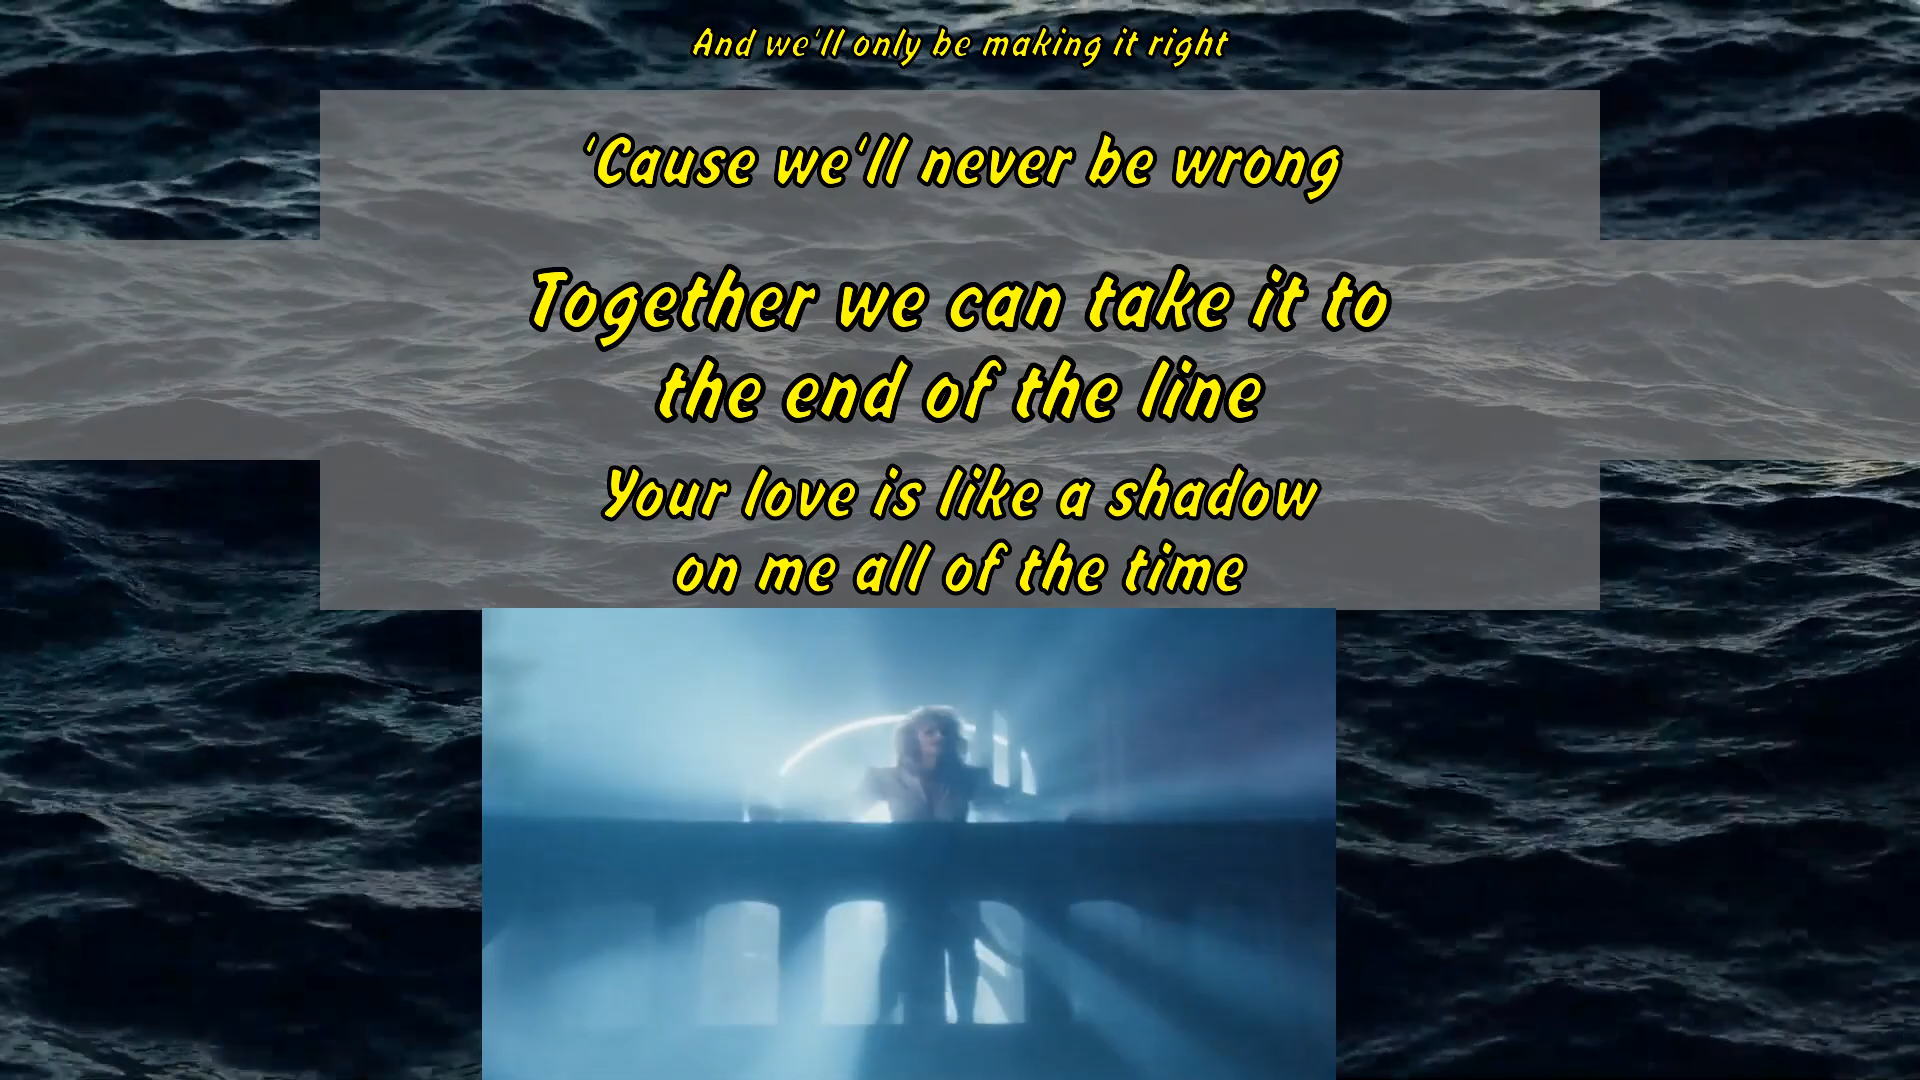 And we'll only be making it right
'Cause we'll never be wrong
Together we can take it to
the end of the line
Your love is like a shadow
on me all of the time